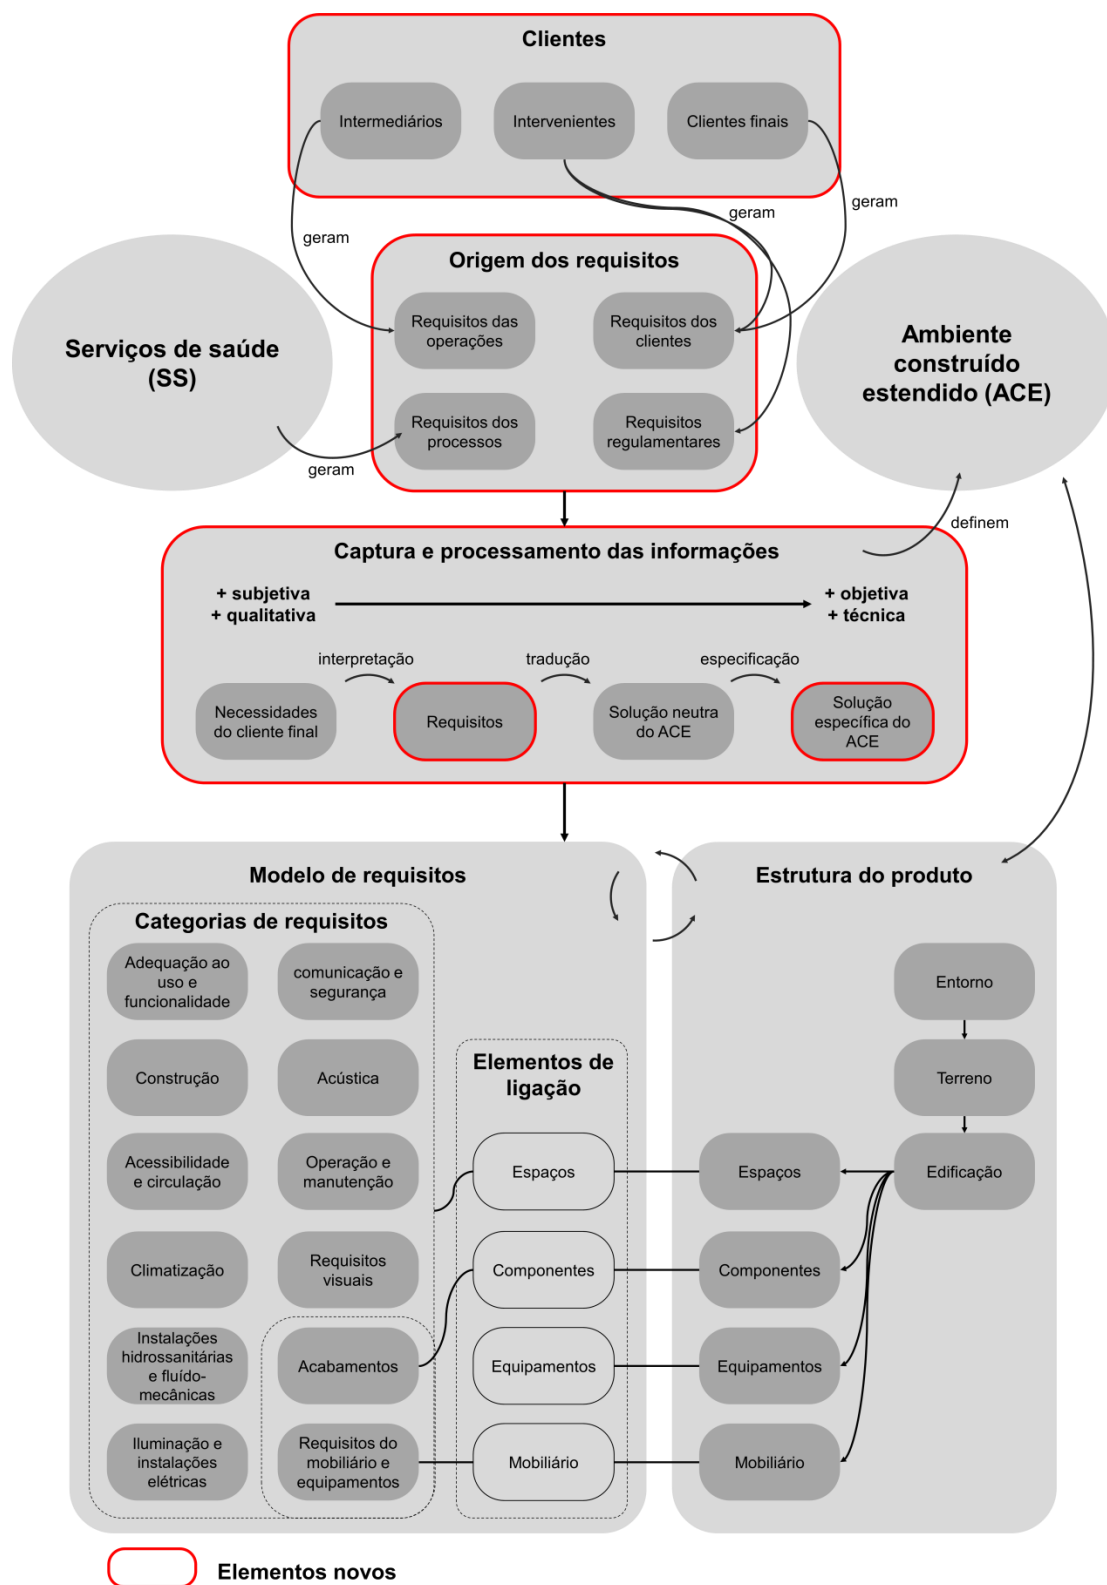 Clientes
Intermediários
Intervenientes
Clientes finais
geram
geram
geram
Origem dos requisitos
Requisitos das
operações
Requisitos dos
clientes
Serviços de saúde
(SS)
Ambiente
construído
estendido (ACE)
Requisitos dos
processos
Requisitos
regulamentares
geram
definem
Captura e processamento das informações
+ subjetiva
+ qualitativa
+ objetiva
+ técnica
interpretação
tradução
especificação
Necessidades
do cliente final
Requisitos
Solução neutra
do ACE
Solução
específica do
ACE
Modelo de requisitos
Estrutura do produto
Categorias de requisitos
Adequação ao
uso e
funcionalidade
comunicação e
segurança
Entorno
Construção
Acústica
Elementos de
ligação
Terreno
Acessibilidade
e circulação
Operação e
manutenção
Espaços
Espaços
Edificação
Climatização
Requisitos
visuais
Componentes
Componentes
Instalações
hidrossanitárias
e fluído-
mecânicas
Acabamentos
Equipamentos
Equipamentos
Iluminação e
instalações
elétricas
Requisitos do
mobiliário e
equipamentos
Mobiliário
Mobiliário
Elementos novos